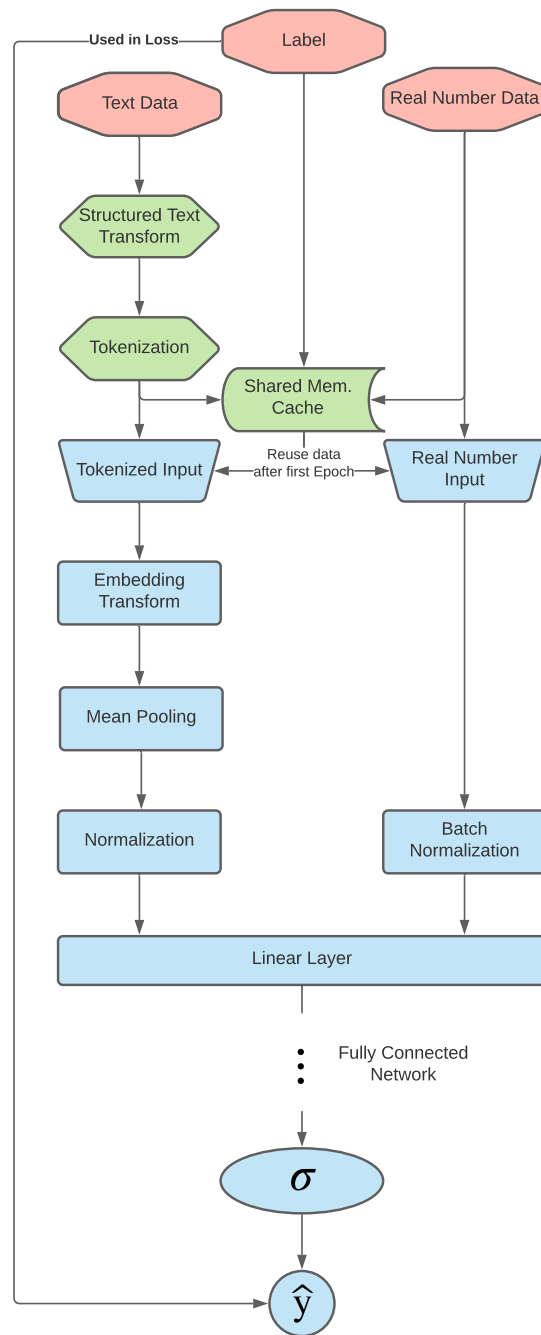 Used in Loss
Label
Text Data
Real Number Data
Structured Text
Transform
Tokenization
Shared Mem.
Cache
Reuse data
after first Epoch
Tokenized Input
Real Number
Input
Embedding
Transform
Mean Pooling
Normalization
Batch
Normalization
Linear Layer
Fully Connected
Network
σ
ŷ